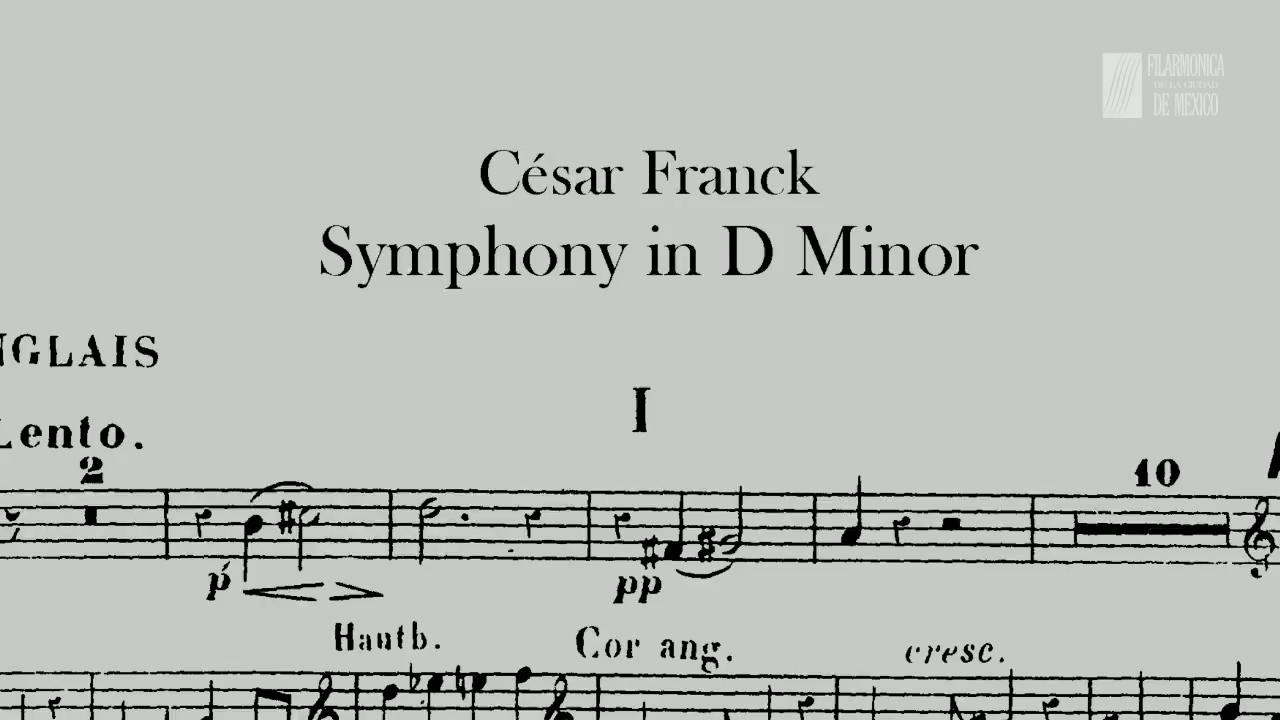 FILARMONICA
DE LA CIUDAD
DE MEXICO
César Franck
Symphony in D Minor
NGLAIS
I
Lento.
2
10
p
pp
Hautb.
Cor ang.
cresc.